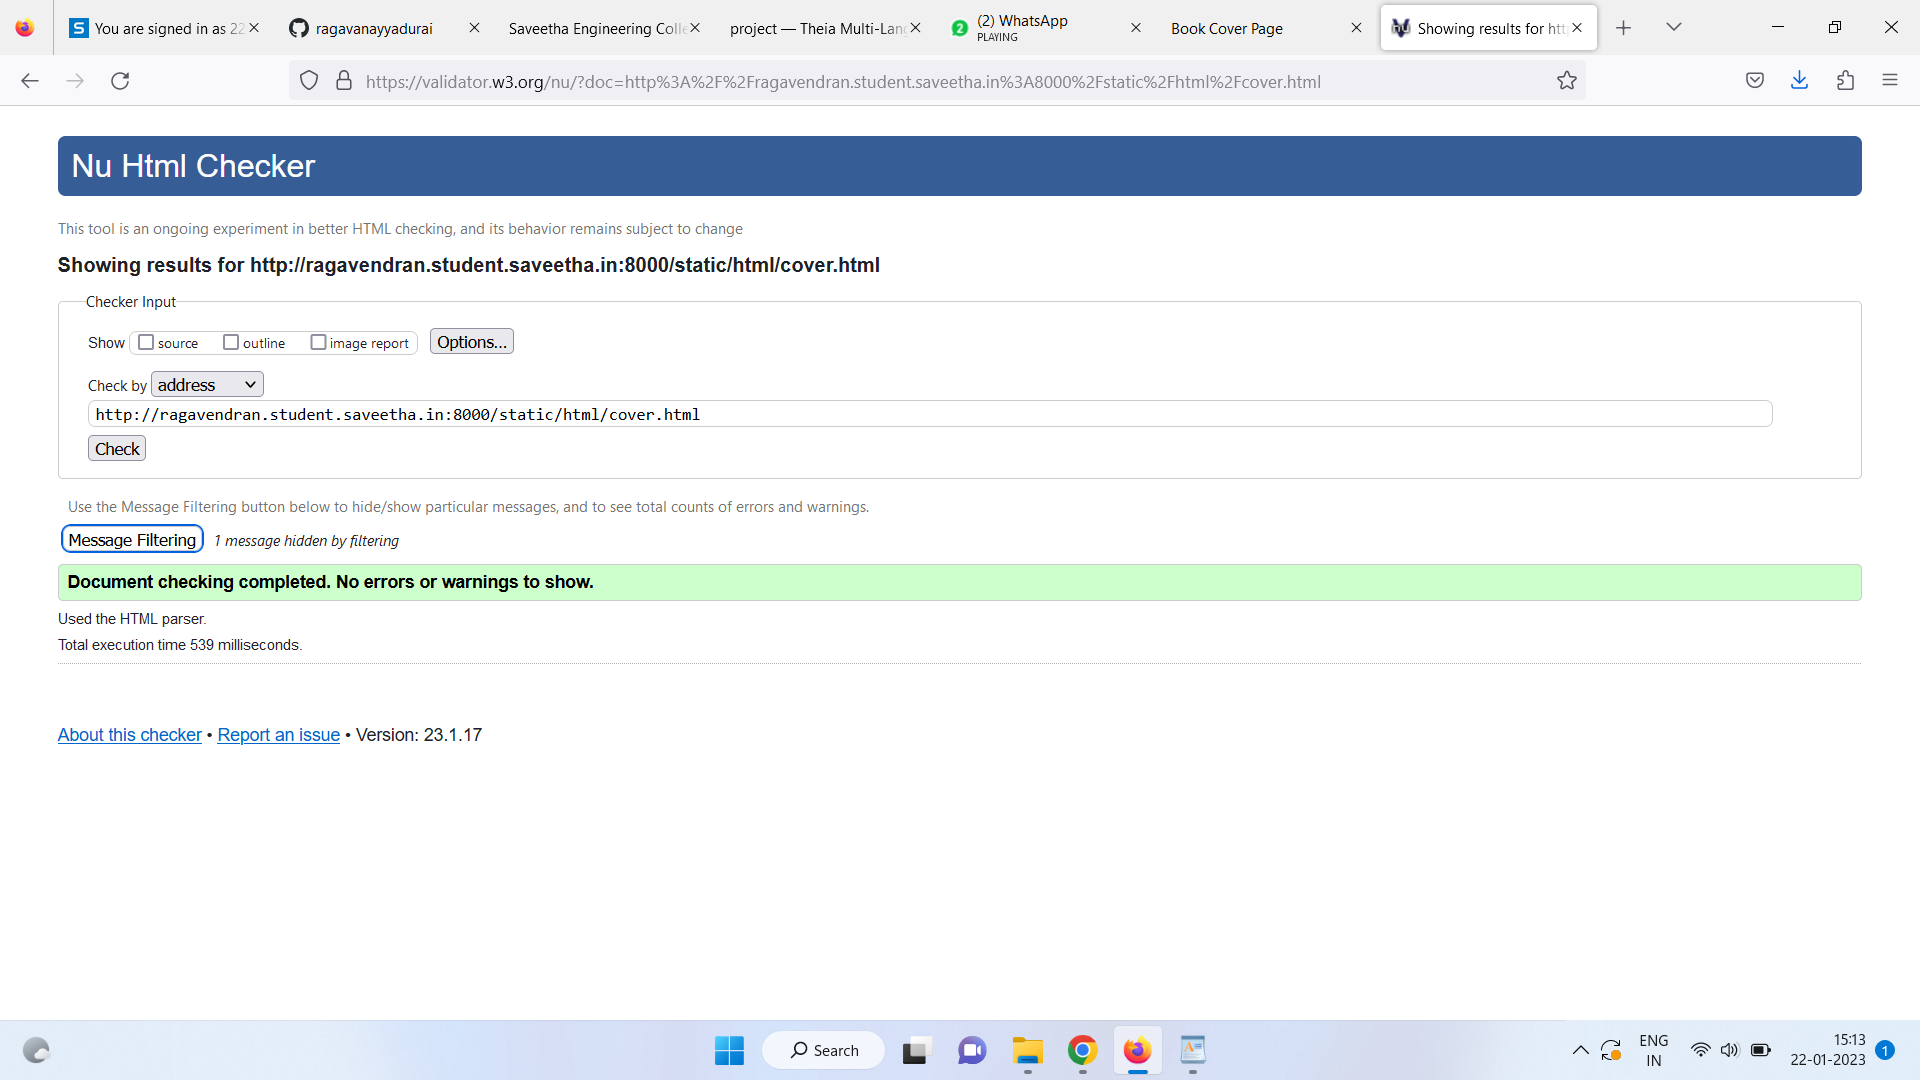 You are signed in as 22
ragavanayyadurai
Saveetha Engineering Colle
project — Theia Multi-Lang
(2) WhatsApp
PLAYING
Book Cover Page
Showing results for htt
https://validator.w3.org/nu/?doc=http%3A%2F%2Fragavendran.student.saveetha.in%3A8000%2Fstatic%2Fhtml%2Fcover.html
Nu Html Checker
This tool is an ongoing experiment in better HTML checking, and its behavior remains subject to change
Showing results for http://ragavendran.student.saveetha.in:8000/static/html/cover.html
Checker Input
Show source outline image report Options...
Check by address
http://ragavendran.student.saveetha.in:8000/static/html/cover.html
Check
Use the Message Filtering button below to hide/show particular messages, and to see total counts of errors and warnings.
Message Filtering 1 message hidden by filtering
Document checking completed. No errors or warnings to show.
Used the HTML parser.
Total execution time 539 milliseconds.
About this checker • Report an issue • Version: 23.1.17
Search
ENG
IN
15:13
22-01-2023
1